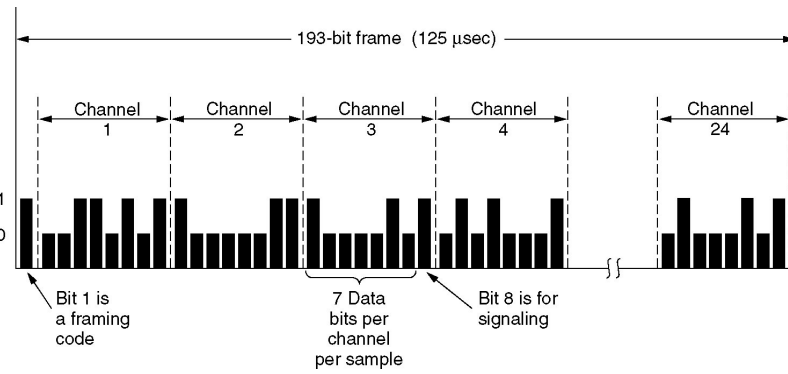 193-bit frame (125 μsec)
Channel 1
Channel 2
Channel 3
Channel 4
Channel 24
1
0
Bit 1 is
a framing
code
7 Data
bits per
channel
per sample
Bit 8 is for
signaling